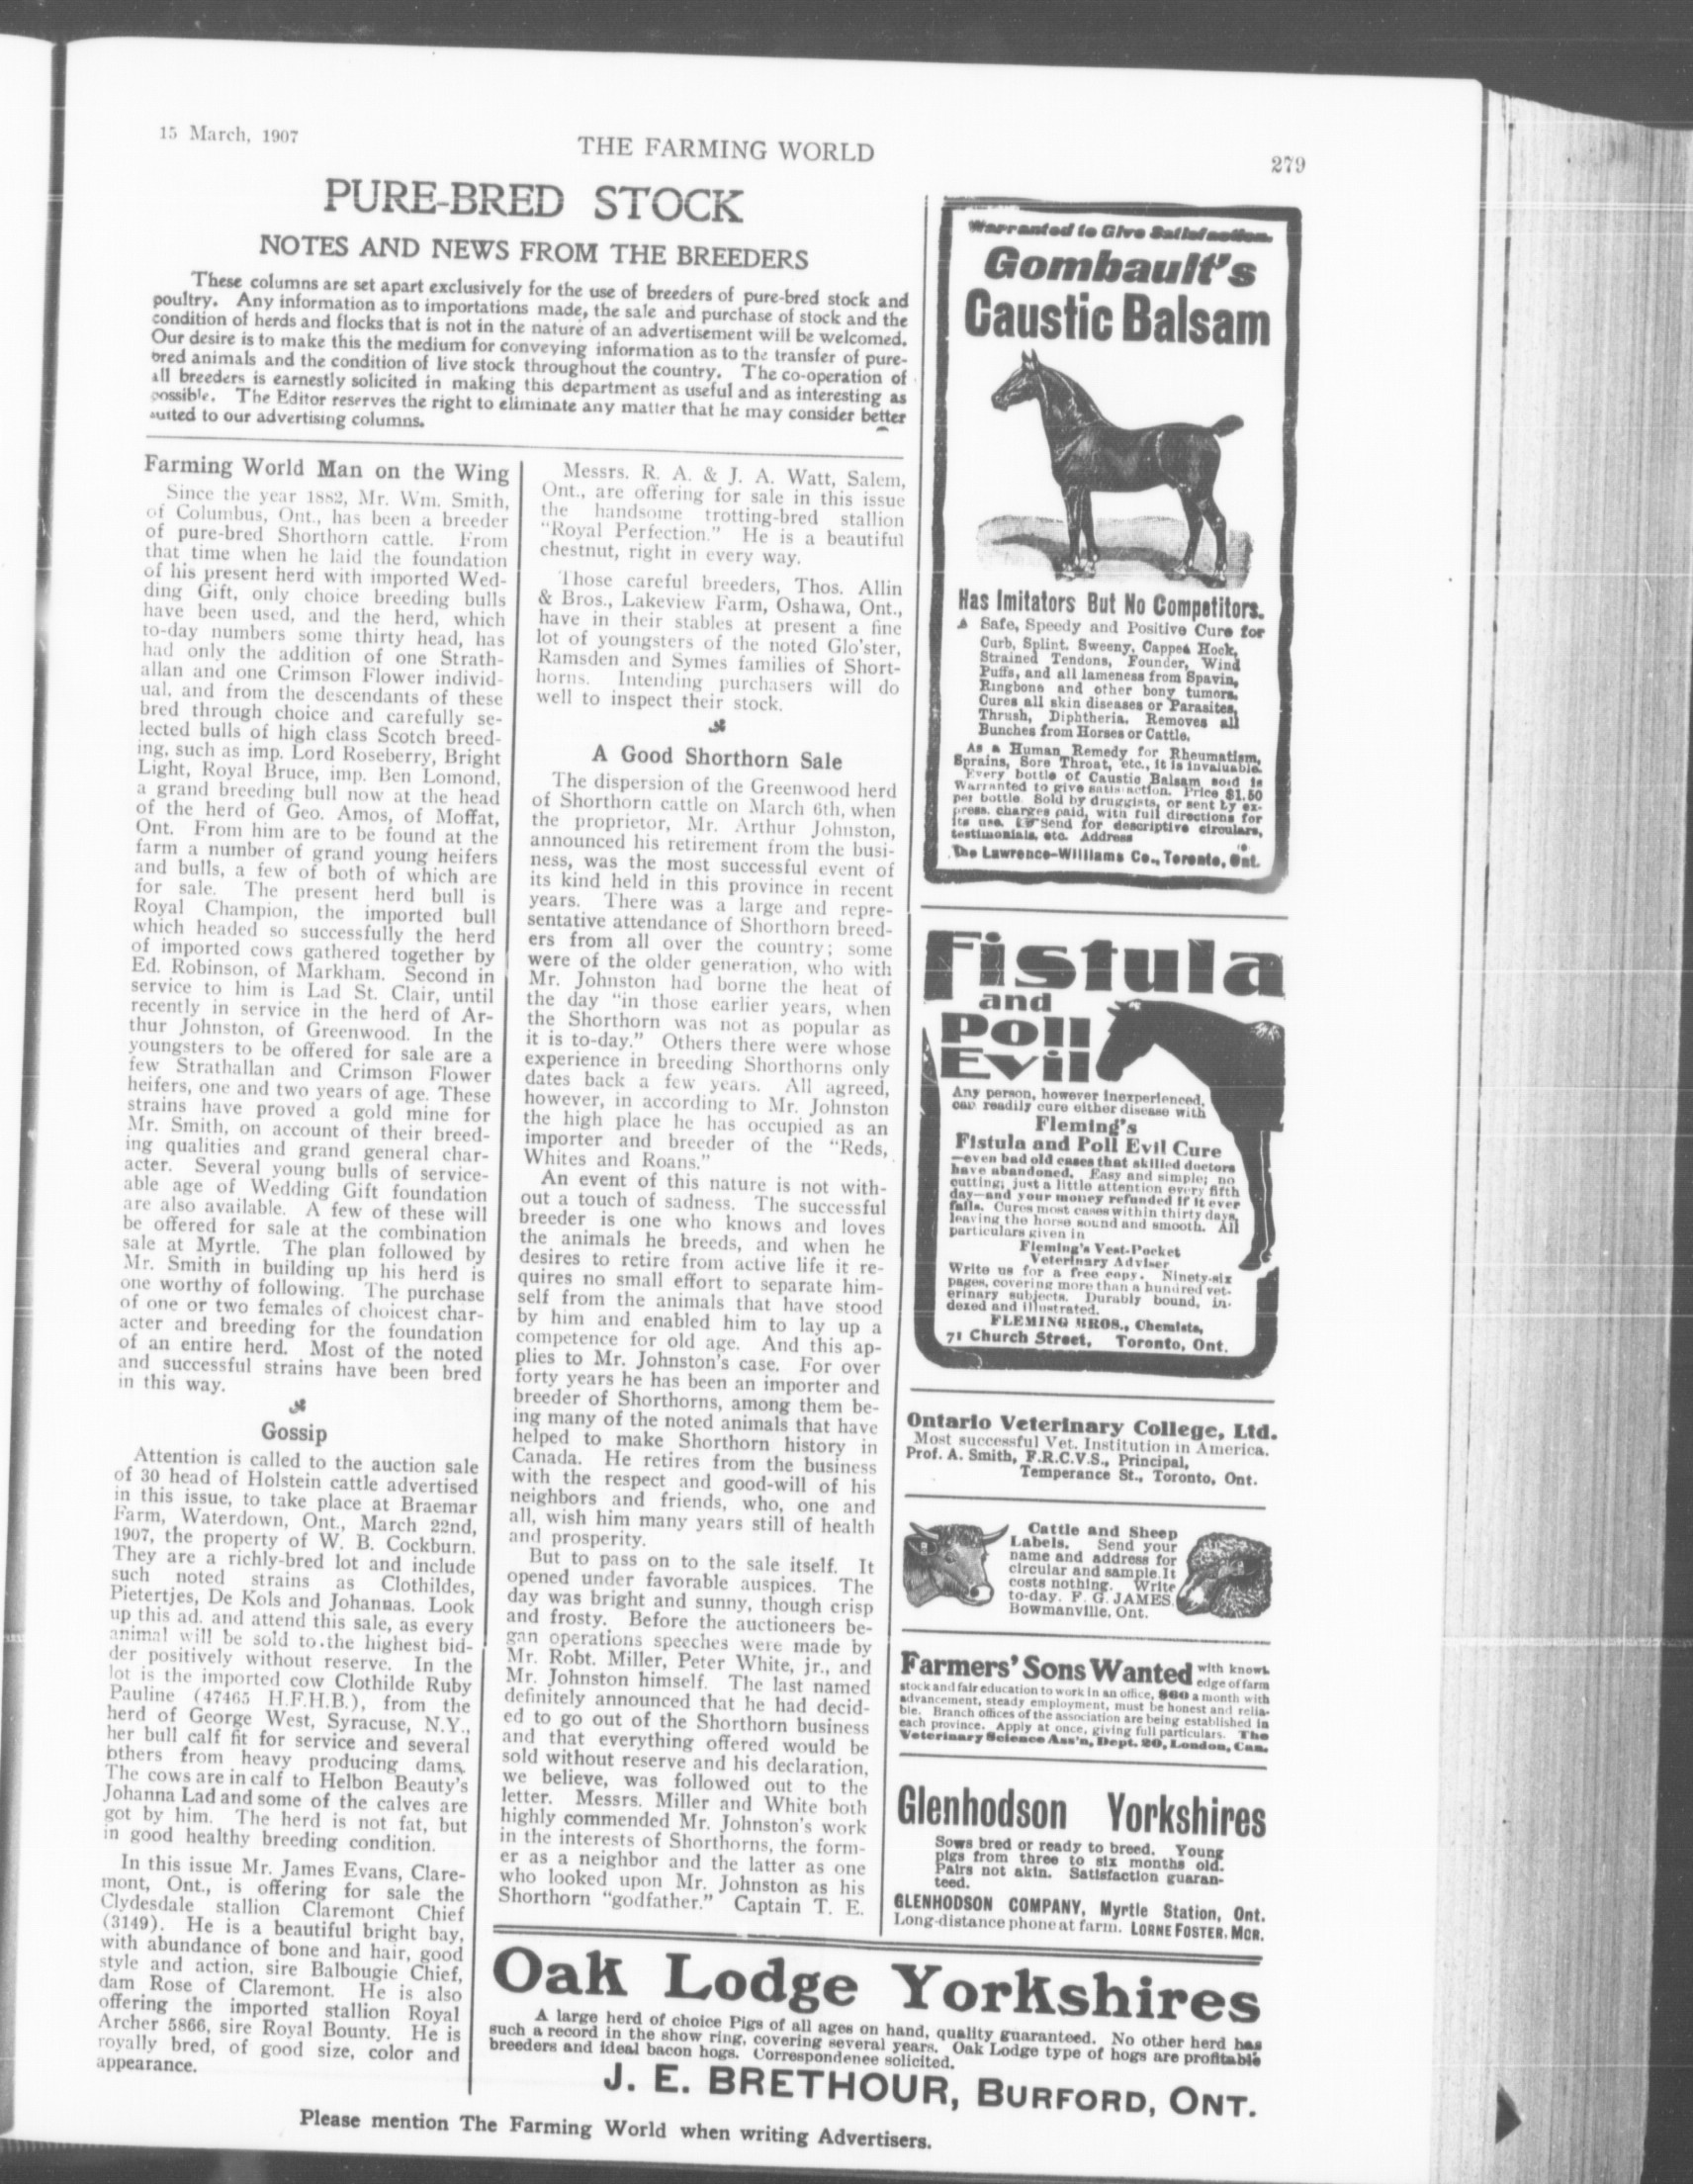 15 March, 1907
THE FARMING WORLD
279
PURE-BRED STOCK
NOTES AND NEWS FROM THE BREEDERS
These columns are set apart exclusively for the use of breeders of pure-bred stock and
poultry. Any information as to importations made, the sale and purchase of stock and the
condition of herds and flocks that is not in the nature of an advertisement will be welcomed.
Our desire is to make this the medium for conveying information as to the transfer of pure-
bred animals and the condition of live stock throughout the country. The co-operation of
all breeders is earnestly solicited in making this department as useful and as interesting as
possible. The Editor reserves the right to eliminate any matter that he may consider better
suited to our advertising columns.
Farming World Man on the Wing
Since the year 1882, Mr. Wm. Smith,
of Columbus, Ont., has been a breeder
of pure-bred Shorthorn cattle. From
that time when he laid the foundation
of his present herd with imported Wed-
ding Gift, only choice breeding bulls
have been used, and the herd, which
to-day numbers some thirty head, has
had only the addition of one Strath-
allan and one Crimson Flower individ-
ual, and from the descendants of these
bred through choice and carefully se-
lected bulls of high class Scotch breed-
ing, such as imp. Lord Roseberry, Bright
Light, Royal Bruce, imp. Ben Lomond,
a grand breeding bull now at the head
of the herd of Geo. Amos, of Moffat,
Ont. From him are to be found at the
farm a number of grand young heifers
and bulls, a few of both of which are
for sale. The present herd bull is
Royal Champion, the imported bull
which headed so successfully the herd
of imported cows gathered together by
Ed. Robinson, of Markham. Second in
service to him is Lad St. Clair, until
recently in service in the herd of Ar-
thur Johnston, of Greenwood. In the
youngsters to be offered for sale are a
few Strathallan and Crimson Flower
heifers, one and two years of age. These
strains have proved a gold mine for
Mr. Smith, on account of their breed-
ing qualities and grand general char-
acter. Several young bulls of service-
able age of Wedding Gift foundation
are also available. A few of these will
be offered for sale at the combination
sale at Myrtle. The plan followed by
Mr. Smith in building up his herd is
one worthy of following. The purchase
of one or two females of choicest char-
acter and breeding for the foundation
of an entire herd. Most of the noted
and successful strains have been bred
in this way.
Gossip
Attention is called to the auction sale
of 30 head of Holstein cattle advertised
in this issue, to take place at Braemar
Farm, Waterdown, Ont., March 22nd,
1907, the property of W. B. Cockburn.
They are a richly-bred lot and include
such noted strains as Clothildes,
Pietertjes, De Kols and Johannas. Look
up this ad. and attend this sale, as every
animal will be sold to the highest bid-
der positively without reserve. In the
lot is the imported cow Clothilde Ruby
Pauline (47465 H.F.H.B.), from the
herd of George West, Syracuse, N.Y.,
her bull calf fit for service and several
others from heavy producing dams.
The cows are in calf to Helbon Beauty's
Johanna Lad and some of the calves are
got by him. The herd is not fat, but
in good healthy breeding condition.
In this issue Mr. James Evans, Clare-
mont, Ont., is offering for sale the
Clydesdale stallion Claremont Chief
(3149). He is a beautiful bright bay,
with abundance of bone and hair, good
style and action, sire Balbougie Chief,
dam Rose of Claremont. He is also
offering the imported stallion Royal
Archer 5866, sire Royal Bounty. He is
royally bred, of good size, color and
appearance.
Messrs. R. A. & J. A. Watt, Salem,
Ont., are offering for sale in this issue
the handsome trotting-bred stallion
"Royal Perfection." He is a beautiful
chestnut, right in every way.
Those careful breeders, Thos. Allin
& Bros., Lakeview Farm, Oshawa, Ont.,
have in their stables at present a fine
lot of youngsters of the noted Glo'ster,
Ramsden and Symes families of Short-
horns. Intending purchasers will do
well to inspect their stock.
A Good Shorthorn Sale
The dispersion of the Greenwood herd
of Shorthorn cattle on March 6th, when
the proprietor, Mr. Arthur Johnston,
announced his retirement from the busi-
ness, was the most successful event of
its kind held in this province in recent
years. There was a large and repre-
sentative attendance of Shorthorn breed-
ers from all over the country; some
were of the older generation, who with
Mr. Johnston had borne the heat of
the day "in those earlier years, when
the Shorthorn was not as popular as
it is to-day." Others there were whose
experience in breeding Shorthorns only
dates back a few years. All agreed,
however, in according to Mr. Johnston
the high place he has occupied as an
importer and breeder of the "Reds,
Whites and Roans."
An event of this nature is not with-
out a touch of sadness. The successful
breeder is one who knows and loves
the animals he breeds, and when he
desires to retire from active life it re-
quires no small effort to separate him-
self from the animals that have stood
by him and enabled him to lay up a
competence for old age. And this ap-
plies to Mr. Johnston's case. For over
forty years he has been an importer and
breeder of Shorthorns, among them be-
ing many of the noted animals that have
helped to make Shorthorn history in
Canada. He retires from the business
with the respect and good-will of his
neighbors and friends, who, one and
all, wish him many years still of health
and prosperity.
But to pass on to the sale itself. It
opened under favorable auspices. The
day was bright and sunny, though crisp
and frosty. Before the auctioneers be-
gan operations speeches were made by
Mr. Robt. Miller, Peter White, jr., and
Mr. Johnston himself. The last named
definitely announced that he had decid-
ed to go out of the Shorthorn business
and that everything offered would be
sold without reserve and his declaration,
we believe, was followed out to the
letter. Messrs. Miller and White both
highly commended Mr. Johnston's work
in the interests of Shorthorns, the form-
er as a neighbor and the latter as one
who looked upon Mr. Johnston as his
Shorthorn "godfather." Captain T. E.
Warranted to Give Satisfaction.
Gombault's
Caustic Balsam
Has Imitators But No Competitors.
A Safe, Speedy and Positive Cure for
Curb, Splint, Sweeny, Capped Hock,
Strained Tendons, Founder, Wind
Puffs, and all lameness from Spavin,
Ringbone and other bony tumors.
Cures all skin diseases or Parasites,
Thrush, Diphtheria. Removes all
Bunches from Horses or Cattle.
As a Human Remedy for Rheumatism,
Sprains, Sore Throat, etc., it is invaluable.
Every bottle of Caustic Balsam sold is
Warranted to give satisfaction. Price $1.50
per bottle. Sold by druggists, or sent by ex-
press, charges paid, with full directions for
its use. Send for descriptive circulars,
testimonials, etc. Address
The Lawrence-Williams Co., Toronto, Ont.
Fistula
and
Poll
Evil
Any person, however inexperienced,
can readily cure either disease with
Fleming's
Fistula and Poll Evil Cure
—even bad old cases that skilled doctors
have abandoned. Easy and simple; no
cutting; just a little attention every fifth
day—and your money refunded if it ever
fails. Cures most cases within thirty days,
leaving the horse sound and smooth. All
particulars given in
Fleming's Vest-Pocket
Veterinary Adviser
Write us for a free copy. Ninety-six
pages, covering more than a hundred vet-
erinary subjects. Durably bound, in-
dexed and illustrated.
FLEMING BROS., Chemists,
71 Church Street, Toronto, Ont.
Ontario Veterinary College, Ltd.
Most successful Vet. Institution in America.
Prof. A. Smith, F.R.C.V.S., Principal,
Temperance St., Toronto, Ont.
Cattle and Sheep
Labels. Send your
name and address for
circular and sample. It
costs nothing. Write
to-day. F. G. JAMES,
Bowmanville, Ont.
Farmers' Sons Wanted with knowl-
edge of farm
stock and fair education to work in an office, $60 a month with
advancement, steady employment, must be honest and relia-
ble. Branch offices of the association are being established in
each province. Apply at once, giving full particulars. The
Veterinary Science Ass'n, Dept. 20, London, Can.
Glenhodson Yorkshires
Sows bred or ready to breed. Young
pigs from three to six months old.
Pairs not akin. Satisfaction guaran-
teed.
GLENHODSON COMPANY, Myrtle Station, Ont.
Long-distance phone at farm. LORNE FOSTER, MGR.
Oak Lodge Yorkshires
A large herd of choice Pigs of all ages on hand, quality guaranteed. No other herd has
such a record in the show ring, covering several years. Oak Lodge type of hogs are profitable
breeders and ideal bacon hogs. Correspondence solicited.
J. E. BRETHOUR, BURFORD, ONT.
Please mention The Farming World when writing Advertisers.